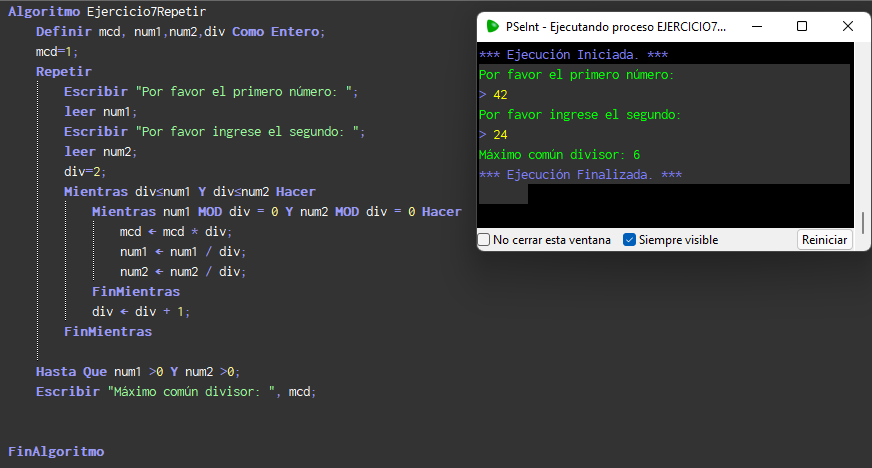 Algoritmo Ejercicio7Repetir
Definir mcd, num1,num2,div Como Entero;
mcd=1;
Repetir
Escribir "Por favor el primero número: ";
leer num1;
Escribir "Por favor ingrese el segundo: ";
leer num2;
div=2;
Mientras div≤num1 Y div≤num2 Hacer
Mientras num1 MOD div = 0 Y num2 MOD div = 0 Hacer
mcd ← mcd * div;
num1 ← num1 / div;
num2 ← num2 / div;
FinMientras
div ← div + 1;
FinMientras
Hasta Que num1 >0 Y num2 >0;
Escribir "Máximo común divisor: ", mcd;
FinAlgoritmo
PSeInt - Ejecutando proceso EJERCICIO7...
*** Ejecución Iniciada. ***
Por favor el primero número:
> 42
Por favor ingrese el segundo:
> 24
Máximo común divisor: 6
*** Ejecución Finalizada. ***
No cerrar esta ventana
Siempre visible
Reiniciar